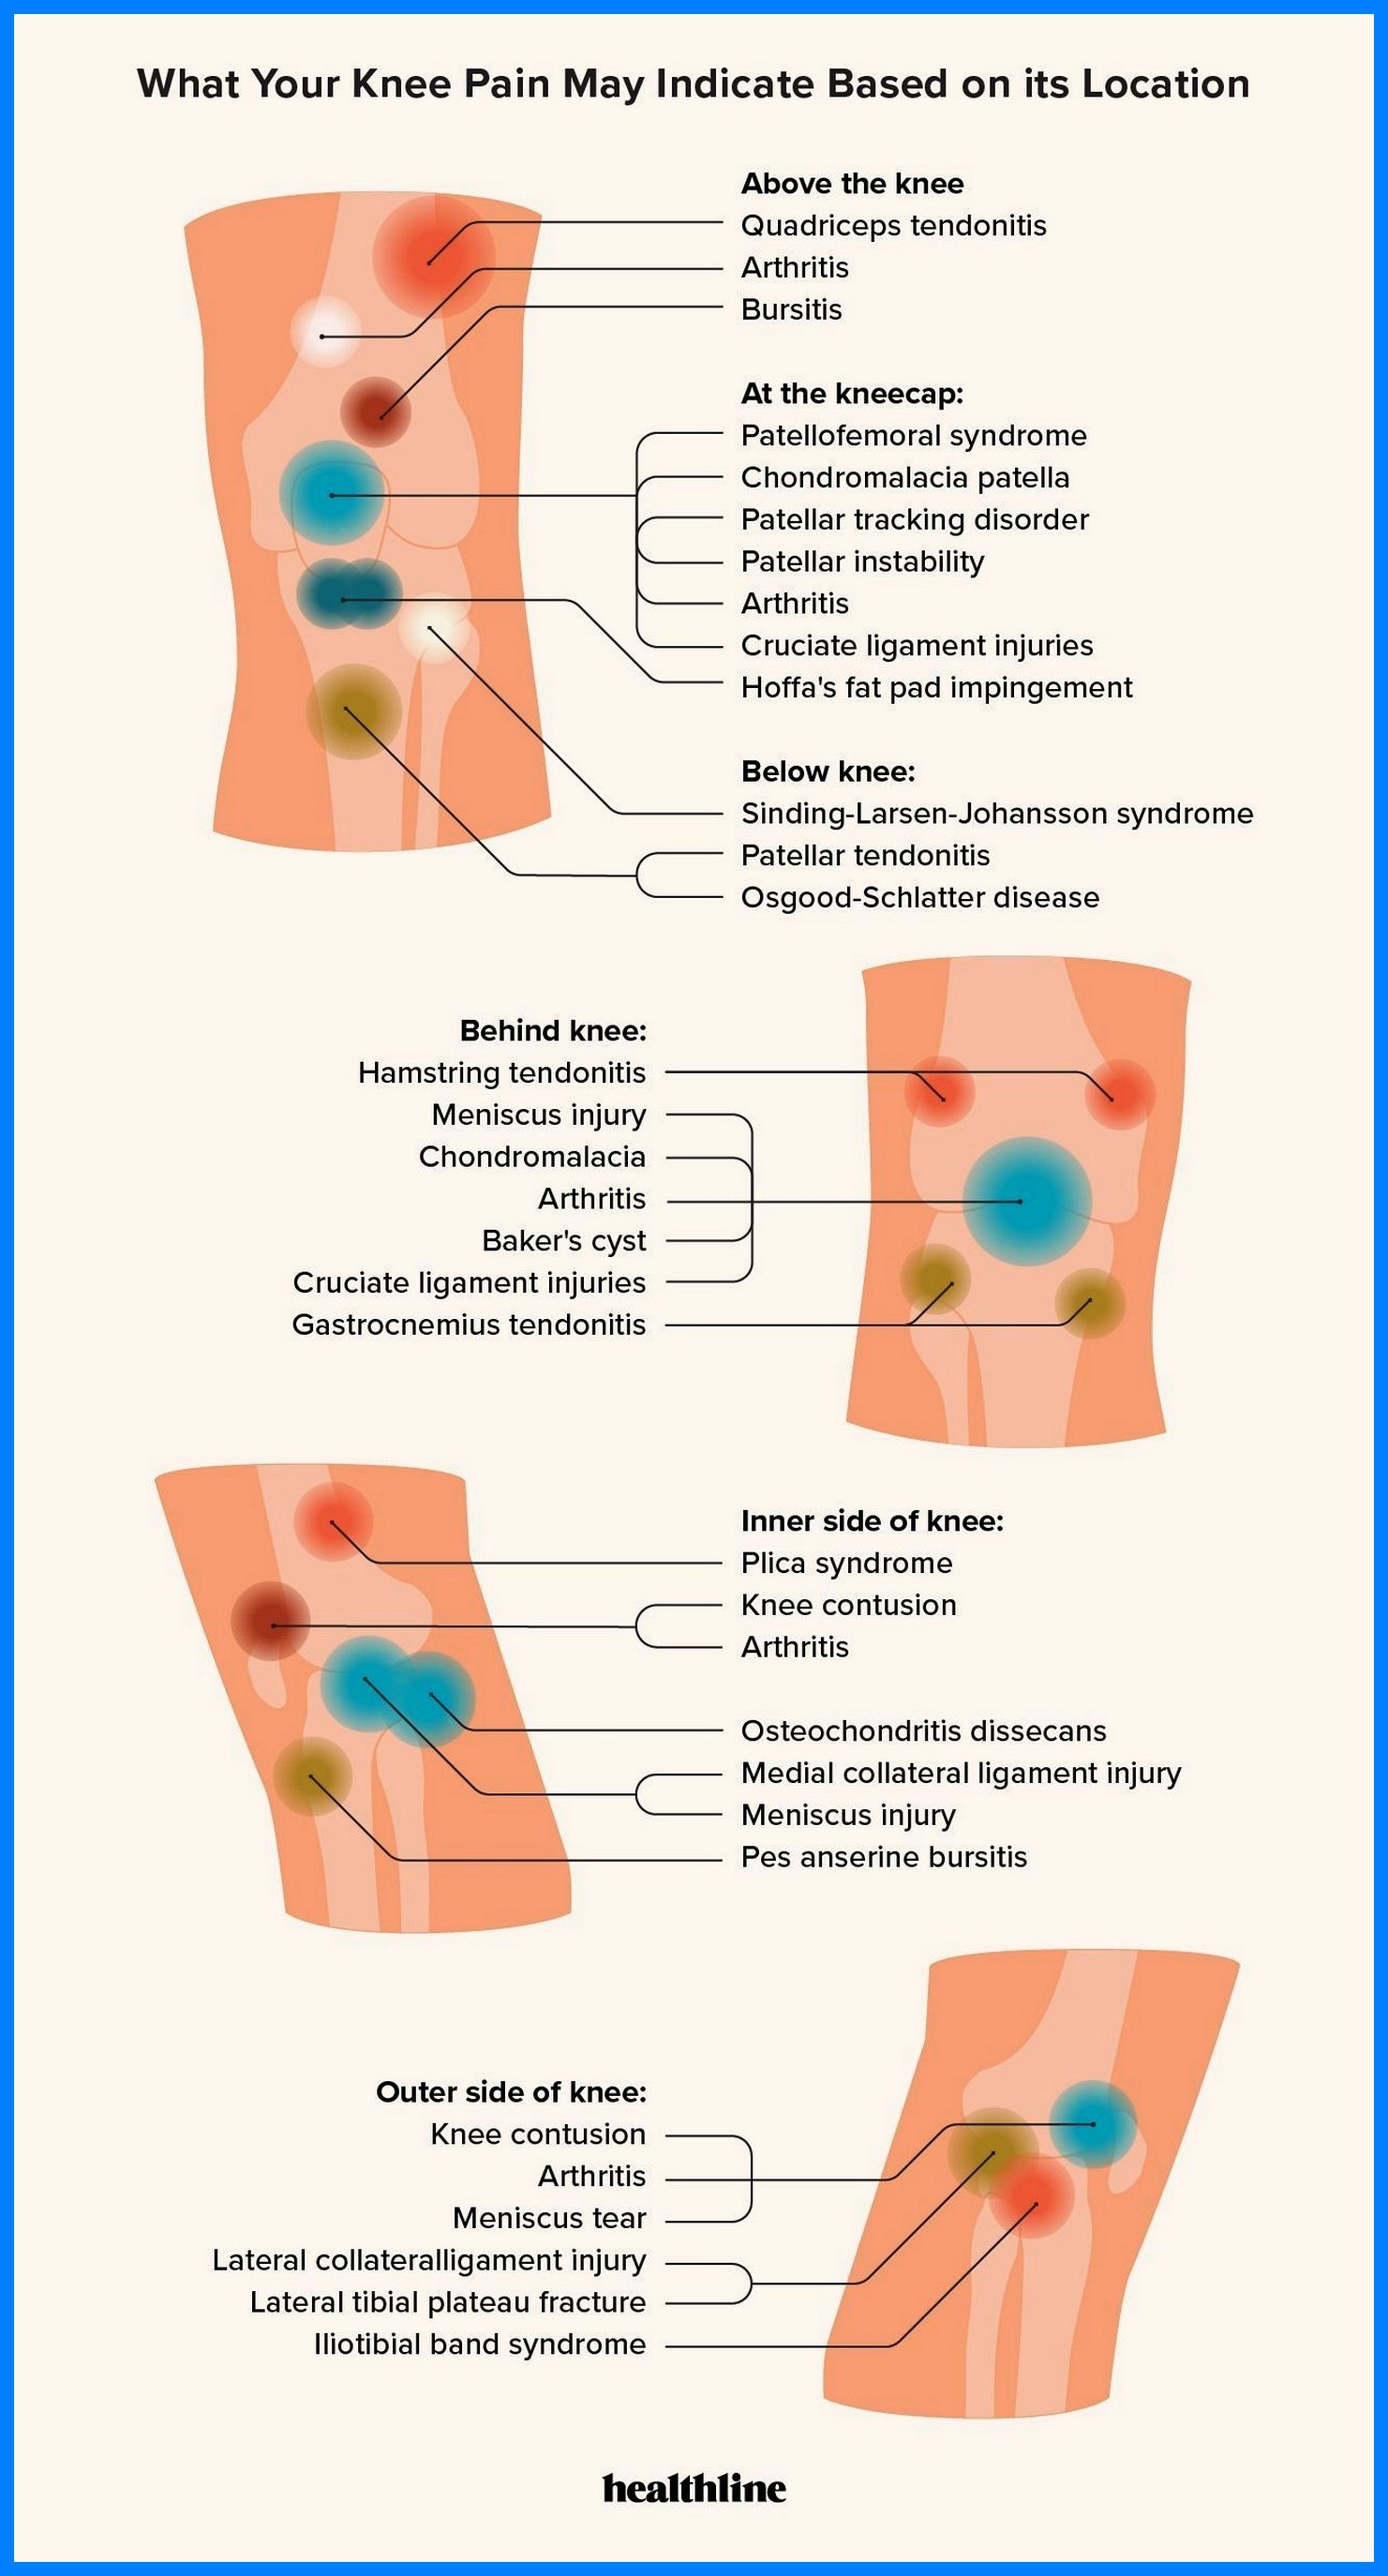 What Your Knee Pain May Indicate Based on its Location
Above the knee
Quadriceps tendonitis
Arthritis
Bursitis
At the kneecap:
Patellofemoral syndrome
Chondromalacia patella
Patellar tracking disorder
Patellar instability
Arthritis
Cruciate ligament injuries
Hoffa's fat pad impingement
Below knee:
Sinding-Larsen-Johansson syndrome
Patellar tendonitis
Osgood-Schlatter disease
Behind knee:
Hamstring tendonitis
Meniscus injury
Chondromalacia
Arthritis
Baker's cyst
Cruciate ligament injuries
Gastrocnemius tendonitis
Inner side of knee:
Plica syndrome
Knee contusion
Arthritis
Osteochondritis dissecans
Medial collateral ligament injury
Meniscus injury
Pes anserine bursitis
Outer side of knee:
Knee contusion
Arthritis
Meniscus tear
Lateral collateralligament injury
Lateral tibial plateau fracture
Iliotibial band syndrome
healthline